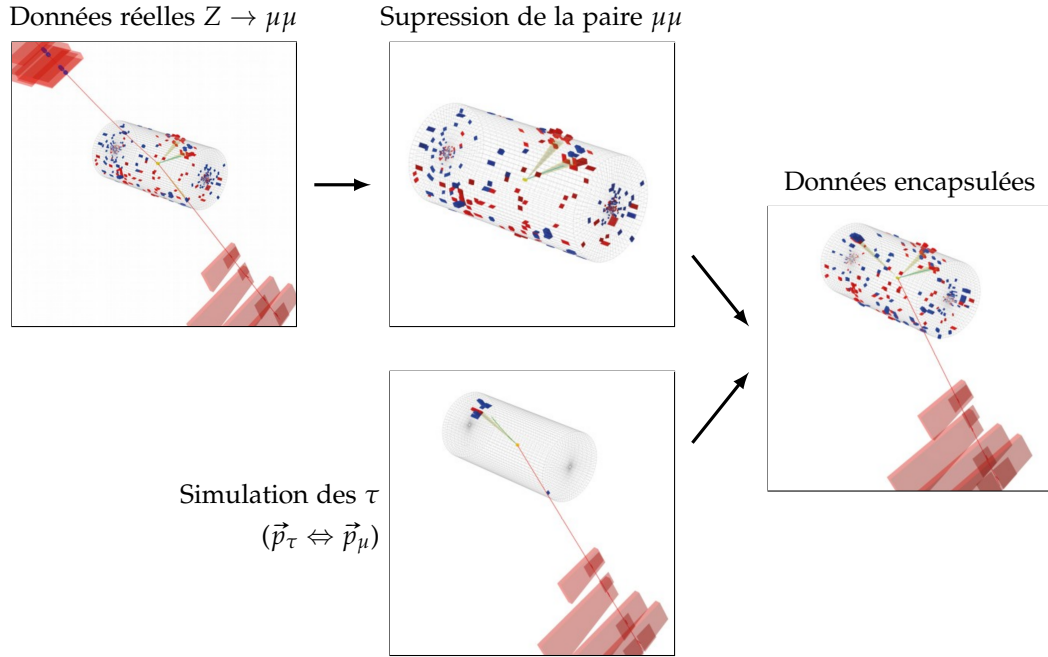 Données réelles Z → μμ
Supression de la paire μμ
Données encapsulées
Simulation des τ
(p⃗_τ ⇔ p⃗_μ)